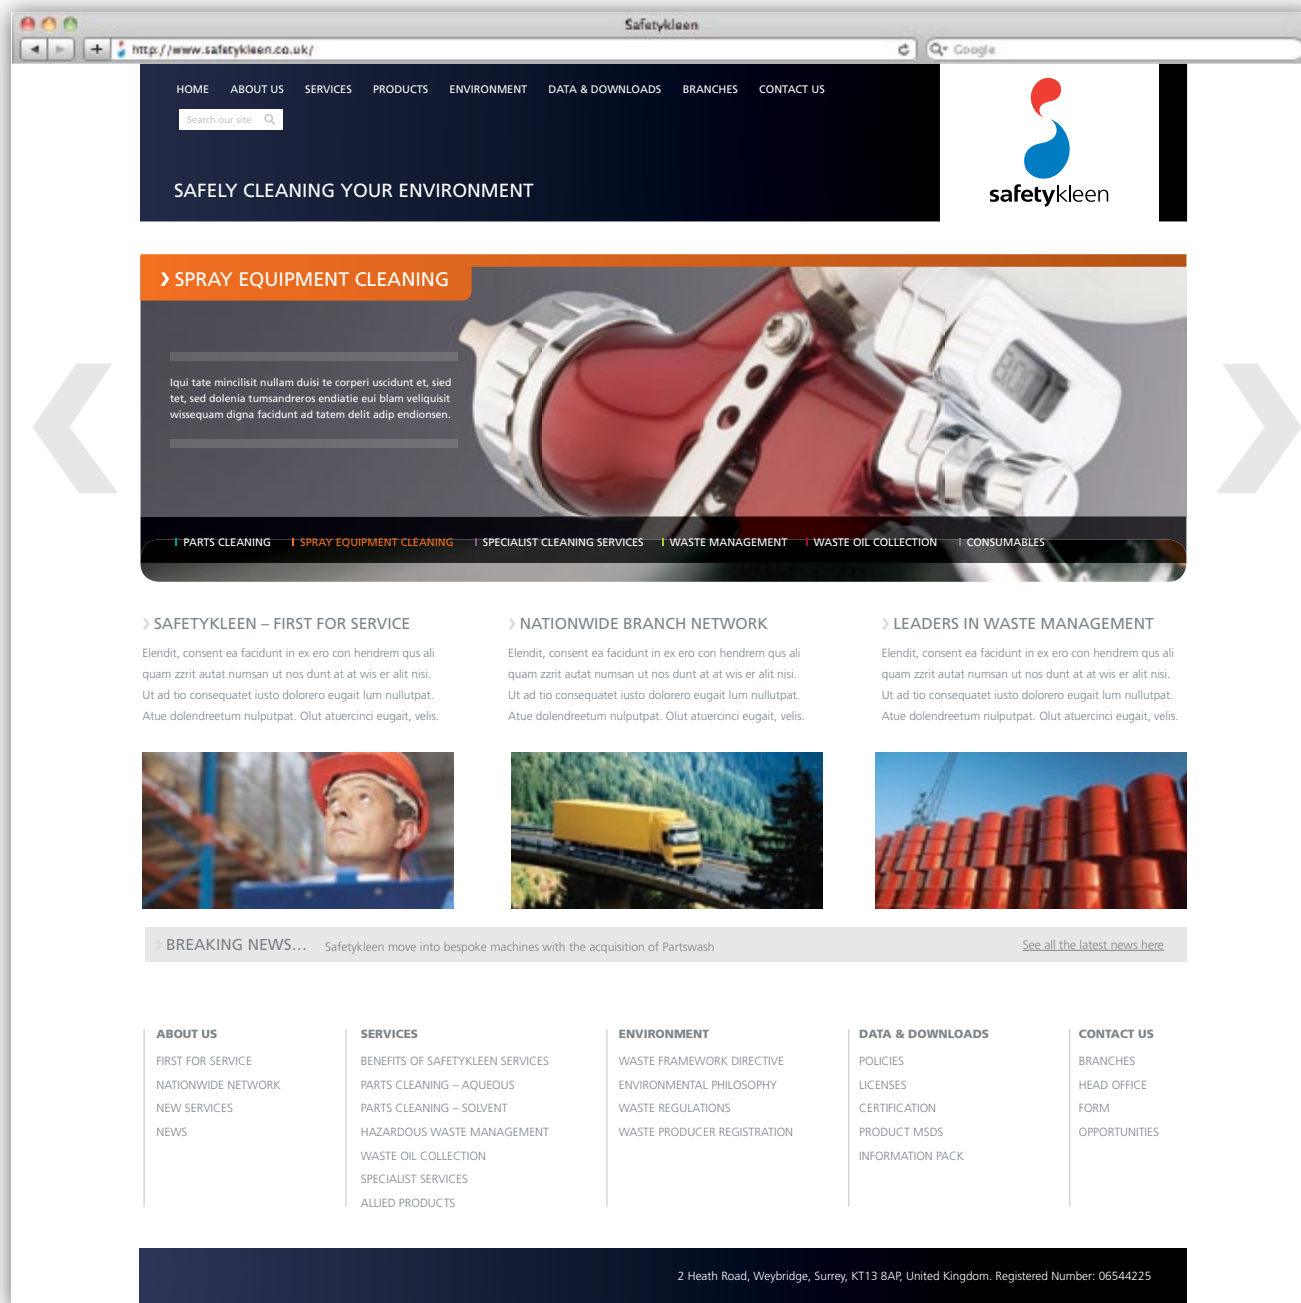 Safetykleen
http://www.safetykleen.co.uk/
Google
HOME ABOUT US SERVICES PRODUCTS ENVIRONMENT DATA & DOWNLOADS BRANCHES CONTACT US
Search our site
SAFELY CLEANING YOUR ENVIRONMENT
safetykleen
SPRAY EQUIPMENT CLEANING
Iqui tate mincilisit nullam duisi te corperi uscidunt et, sied
tet, sed dolenia tumsandreros endiatie eui blam veliquisit
wissequam digna facidunt ad tatem delit adip endionsen.
PARTS CLEANING SPRAY EQUIPMENT CLEANING SPECIALIST CLEANING SERVICES WASTE MANAGEMENT WASTE OIL COLLECTION CONSUMABLES
SAFETYKLEEN – FIRST FOR SERVICE
Elendit, consent ea facidunt in ex ero con hendrem qus ali
quam zzrit autat numsan ut nos dunt at at wis er alit nisi.
Ut ad tio consequatet iusto dolorero eugait lum nullutpat.
Atue dolendreetum nulputpat. Olut atuercinci eugait, velis.
NATIONWIDE BRANCH NETWORK
Elendit, consent ea facidunt in ex ero con hendrem qus ali
quam zzrit autat numsan ut nos dunt at at wis er alit nisi.
Ut ad tio consequatet iusto dolorero eugait lum nullutpat.
Atue dolendreetum nulputpat. Olut atuercinci eugait, velis.
LEADERS IN WASTE MANAGEMENT
Elendit, consent ea facidunt in ex ero con hendrem qus ali
quam zzrit autat numsan ut nos dunt at at wis er alit nisi.
Ut ad tio consequatet iusto dolorero eugait lum nullutpat.
Atue dolendreetum nulputpat. Olut atuercinci eugait, velis.
BREAKING NEWS... Safetykleen move into bespoke machines with the acquisition of Partswash See all the latest news here
ABOUT US
FIRST FOR SERVICE
NATIONWIDE NETWORK
NEW SERVICES
NEWS
SERVICES
BENEFITS OF SAFETYKLEEN SERVICES
PARTS CLEANING – AQUEOUS
PARTS CLEANING – SOLVENT
HAZARDOUS WASTE MANAGEMENT
WASTE OIL COLLECTION
SPECIALIST SERVICES
ALLIED PRODUCTS
ENVIRONMENT
WASTE FRAMEWORK DIRECTIVE
ENVIRONMENTAL PHILOSOPHY
WASTE REGULATIONS
WASTE PRODUCER REGISTRATION
DATA & DOWNLOADS
POLICIES
LICENSES
CERTIFICATION
PRODUCT MSDS
INFORMATION PACK
CONTACT US
BRANCHES
HEAD OFFICE
FORM
OPPORTUNITIES
2 Heath Road, Weybridge, Surrey, KT13 8AP, United Kingdom. Registered Number: 06544225